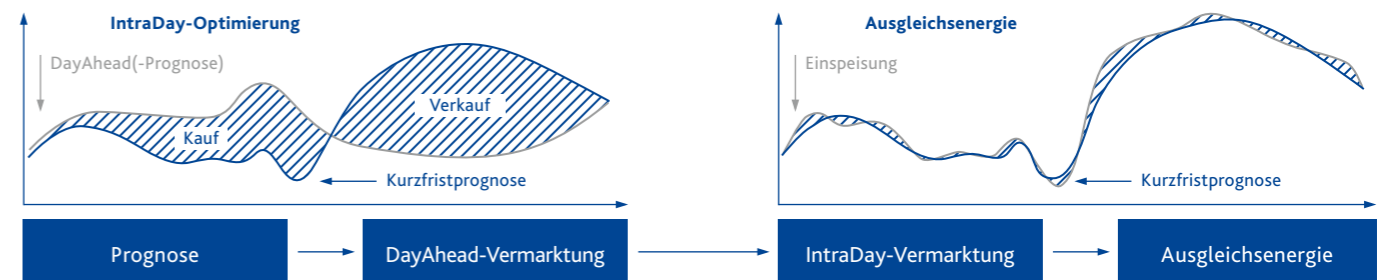 IntraDay-Optimierung
DayAhead(-Prognose)
Verkauf
Kauf
Kurzfristprognose
Ausgleichsenergie
Einspeisung
Kurzfristprognose
Prognose
DayAhead-Vermarktung
IntraDay-Vermarktung
Ausgleichsenergie